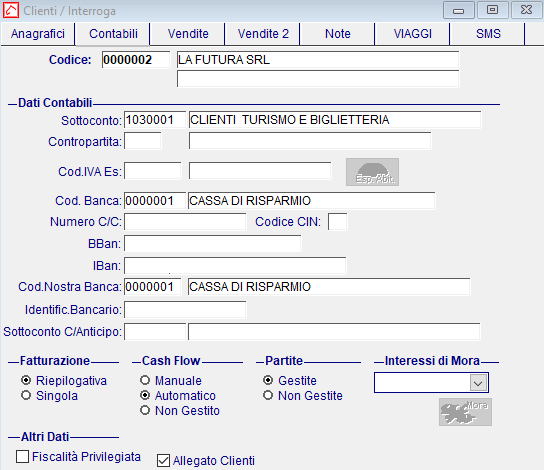 Clienti / Interroga
Anagrafici Contabili Vendite Vendite 2 Note VIAGGI SMS
Codice: 0000002 LA FUTURA SRL
Dati Contabili
Sottoconto: 1030001 CLIENTI TURISMO E BIGLIETTERIA
Contropartita:
Cod.IVA Es: Esp. Abit.
Cod. Banca: 0000001 CASSA DI RISPARMIO
Numero C/C: Codice CIN:
BBan:
IBan:
Cod.Nostra Banca: 0000001 CASSA DI RISPARMIO
Identific.Bancario:
Sottoconto C/Anticipo:
Fatturazione Cash Flow Partite Interessi di Mora
Riepilogativa Manuale Gestite
Singola Automatico Non Gestite
Non Gestito
Mora
Altri Dati
Fiscalità Privilegiata Allegato Clienti